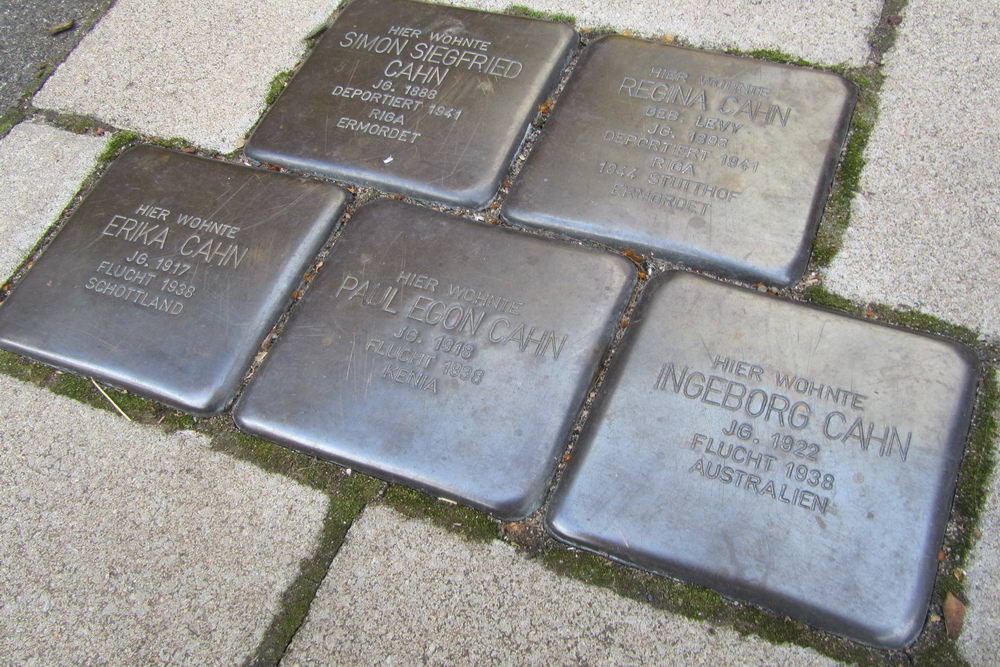 HIER WOHNTE
SIMON SIEGFRIED
CAHN
JG. 1888
DEPORTIERT 1941
RIGA
ERMORDET
HIER WOHNTE
REGINA CAHN
GEB. LEVY
JG. 1893
DEPORTIERT 1941
RIGA
1944 STUTTHOF
ERMORDET
HIER WOHNTE
ERIKA CAHN
JG. 1917
FLUCHT 1938
SCHOTTLAND
HIER WOHNTE
PAUL EGON CAHN
JG. 1918
FLUCHT 1938
KENIA
HIER WOHNTE
INGEBORG CAHN
JG. 1922
FLUCHT 1938
AUSTRALIEN